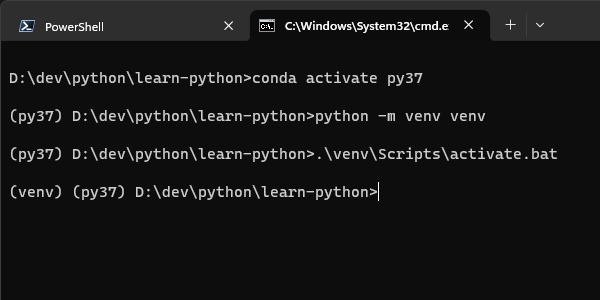 PowerShell
C:\Windows\System32\cmd.e
D:\dev\python\learn-python>conda activate py37
(py37) D:\dev\python\learn-python>python -m venv venv
(py37) D:\dev\python\learn-python>.\venv\Scripts\activate.bat
(venv) (py37) D:\dev\python\learn-python>